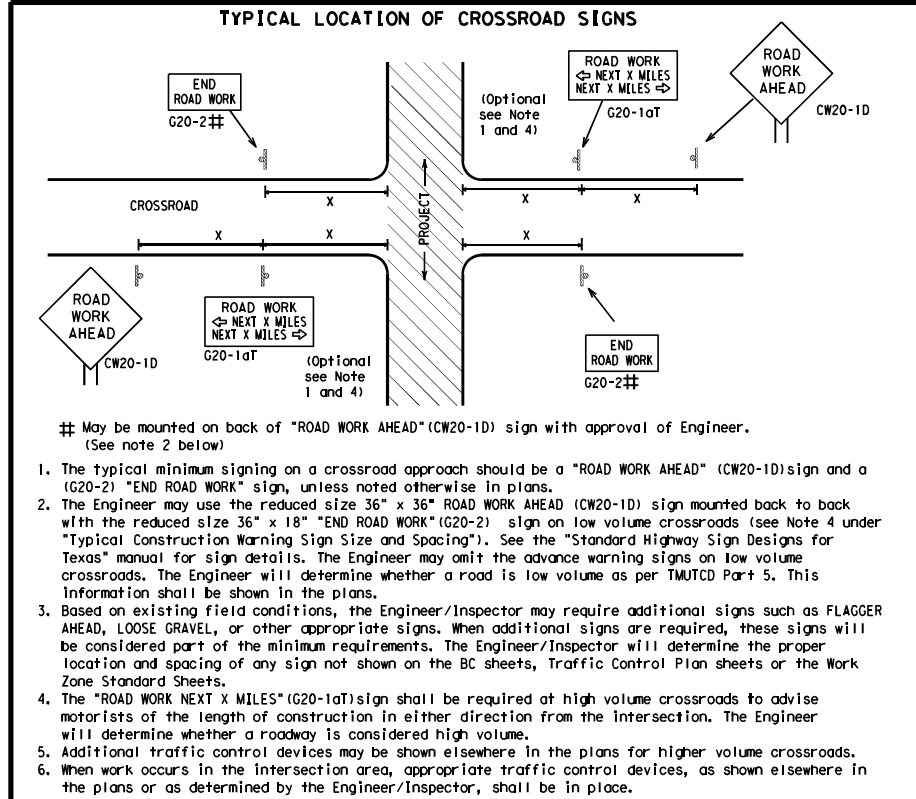 TYPICAL LOCATION OF CROSSROAD SIGNS
END
ROAD WORK
G20-2#
(Optional
see Note
1 and 4)
ROAD WORK
⇦ NEXT X MILES
NEXT X MILES ⇨
G20-1aT
ROAD
WORK
AHEAD
CW20-1D
CROSSROAD
X
X
X
X
X
X
PROJECT
ROAD
WORK
AHEAD
CW20-1D
ROAD WORK
⇦ NEXT X MILES
NEXT X MILES ⇨
G20-1aT
(Optional
see Note
1 and 4)
END
ROAD WORK
G20-2#
# May be mounted on back of "ROAD WORK AHEAD"(CW20-1D) sign with approval of Engineer.
(See note 2 below)
1. The typical minimum signing on a crossroad approach should be a "ROAD WORK AHEAD" (CW20-1D)sign and a
(G20-2) "END ROAD WORK" sign, unless noted otherwise in plans.
2. The Engineer may use the reduced size 36" x 36" ROAD WORK AHEAD (CW20-1D) sign mounted back to back
with the reduced size 36" x 18" "END ROAD WORK"(G20-2) sign on low volume crossroads (see Note 4 under
"Typical Construction Warning Sign Size and Spacing"). See the "Standard Highway Sign Designs for
Texas" manual for sign details. The Engineer may omit the advance warning signs on low volume
crossroads. The Engineer will determine whether a road is low volume as per TMUTCD Part 5. This
information shall be shown in the plans.
3. Based on existing field conditions, the Engineer/Inspector may require additional signs such as FLAGGER
AHEAD, LOOSE GRAVEL, or other appropriate signs. When additional signs are required, these signs will
be considered part of the minimum requirements. The Engineer/Inspector will determine the proper
location and spacing of any sign not shown on the BC sheets, Traffic Control Plan sheets or the Work
Zone Standard Sheets.
4. The "ROAD WORK NEXT X MILES"(G20-1aT)sign shall be required at high volume crossroads to advise
motorists of the length of construction in either direction from the intersection. The Engineer
will determine whether a roadway is considered high volume.
5. Additional traffic control devices may be shown elsewhere in the plans for higher volume crossroads.
6. When work occurs in the intersection area, appropriate traffic control devices, as shown elsewhere in
the plans or as determined by the Engineer/Inspector, shall be in place.